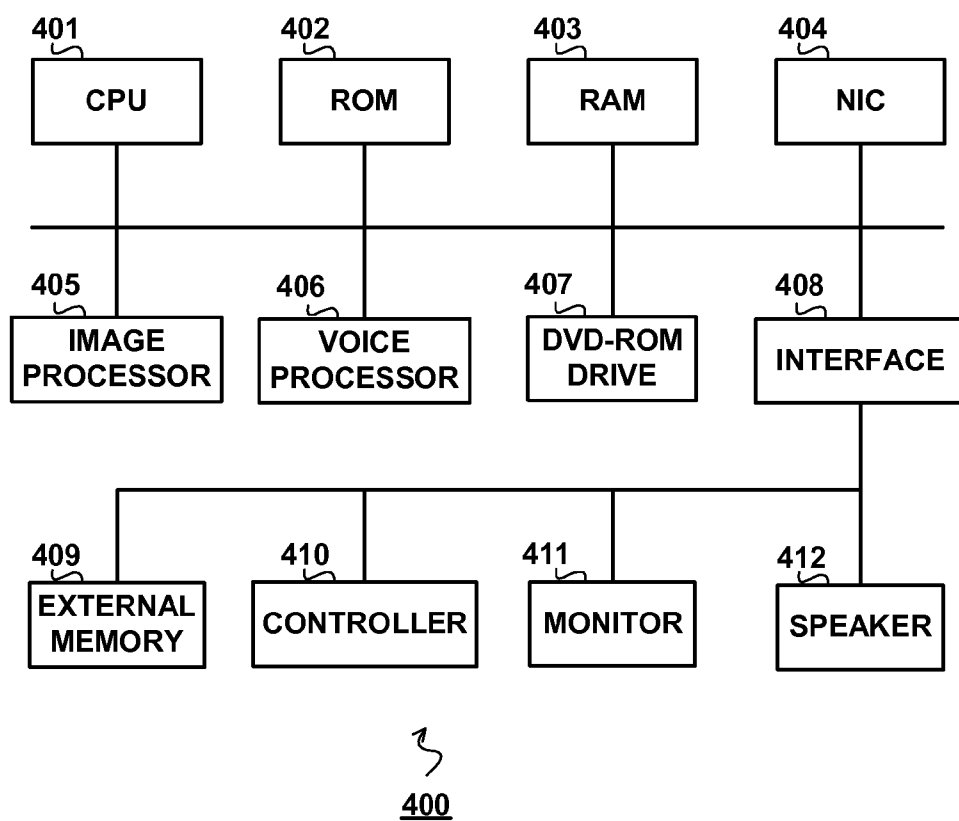 401 402 403 404
CPU ROM RAM NIC
405 406 407 408
IMAGE PROCESSOR
VOICE PROCESSOR
DVD-ROM DRIVE
INTERFACE
409 410 411 412
EXTERNAL MEMORY
CONTROLLER
MONITOR
SPEAKER
400